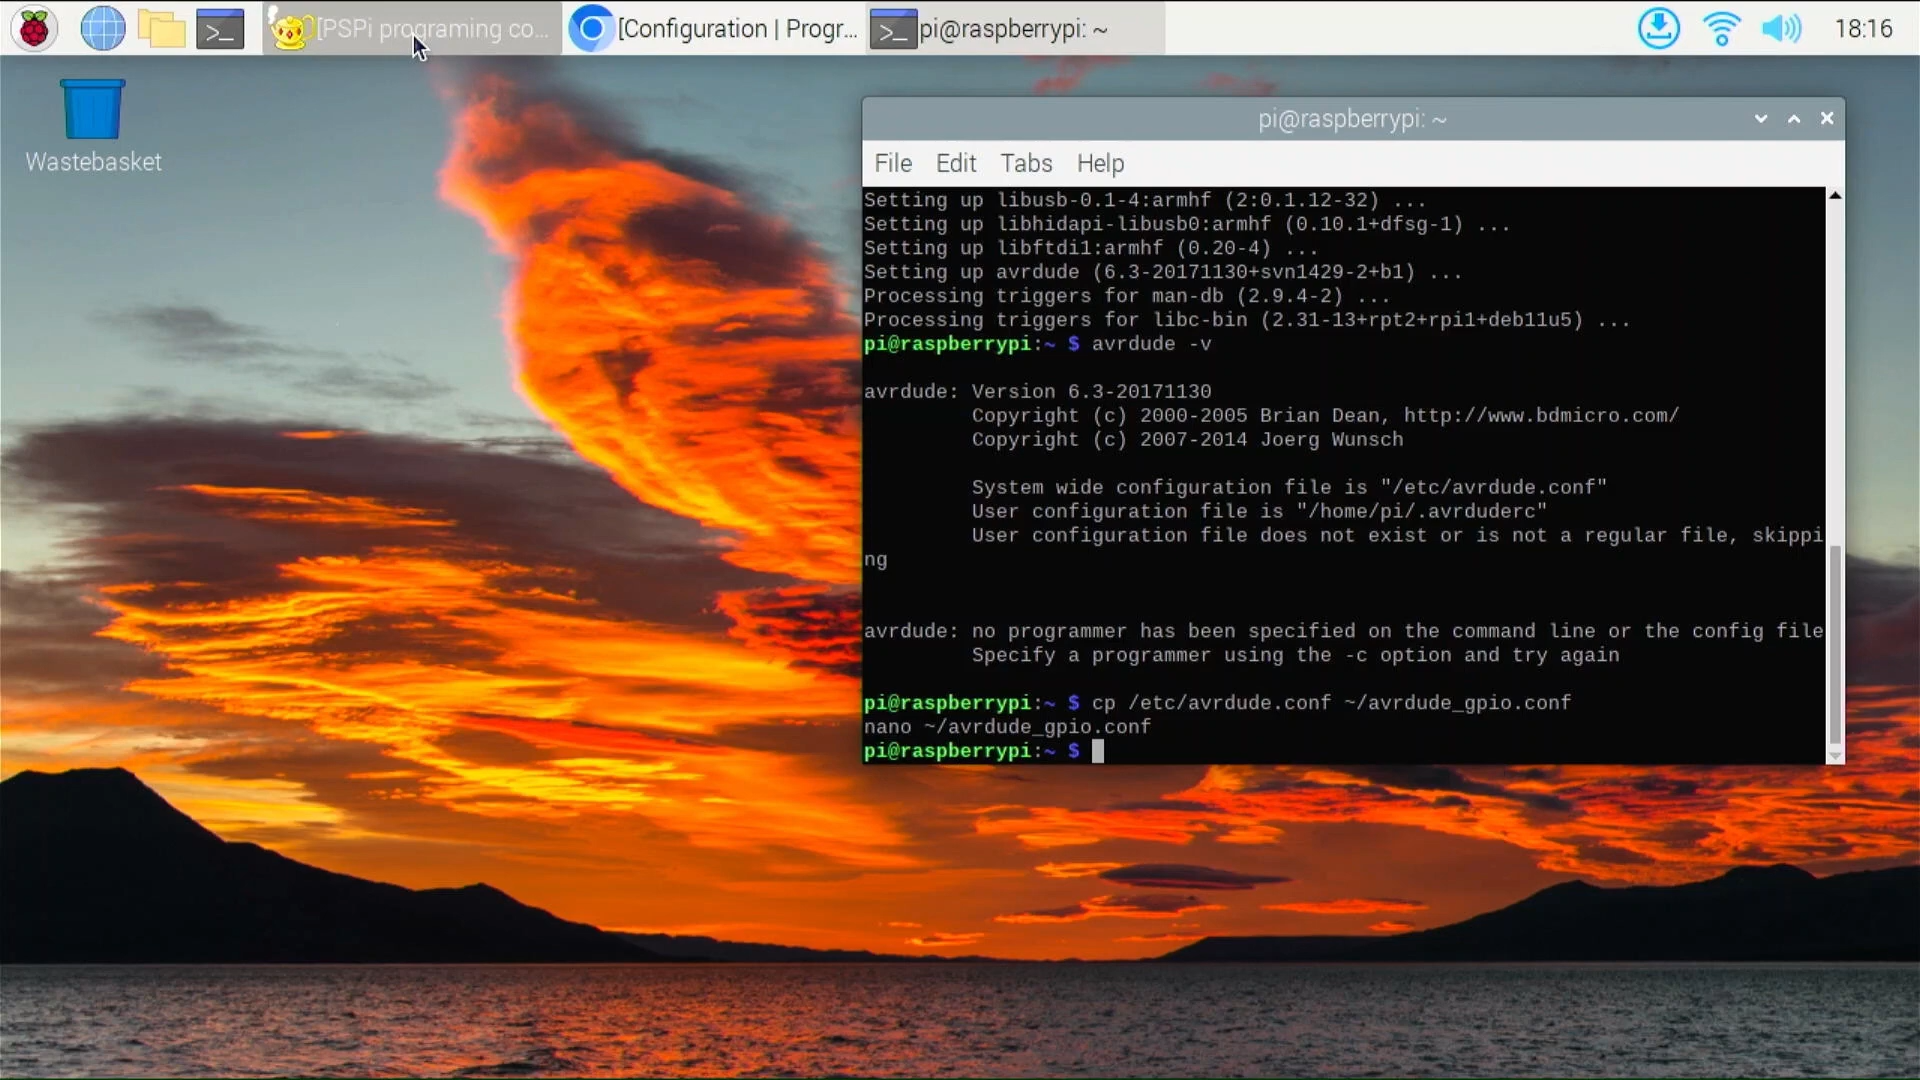 [PSPi programing co...
[Configuration | Progr...
pi@raspberrypi: ~
18:16
Wastebasket
pi@raspberrypi: ~
File Edit Tabs Help
Setting up libusb-0.1-4:armhf (2:0.1.12-32) ...
Setting up libhidapi-libusb0:armhf (0.10.1+dfsg-1) ...
Setting up libftdi1:armhf (0.20-4) ...
Setting up avrdude (6.3-20171130+svn1429-2+b1) ...
Processing triggers for man-db (2.9.4-2) ...
Processing triggers for libc-bin (2.31-13+rpt2+rpi1+deb11u5) ...
pi@raspberrypi:~ $ avrdude -v
avrdude: Version 6.3-20171130
Copyright (c) 2000-2005 Brian Dean, http://www.bdmicro.com/
Copyright (c) 2007-2014 Joerg Wunsch
System wide configuration file is "/etc/avrdude.conf"
User configuration file is "/home/pi/.avrduderc"
User configuration file does not exist or is not a regular file, skippi
ng
avrdude: no programmer has been specified on the command line or the config file
Specify a programmer using the -c option and try again
pi@raspberrypi:~ $ cp /etc/avrdude.conf ~/avrdude_gpio.conf
nano ~/avrdude_gpio.conf
pi@raspberrypi:~ $